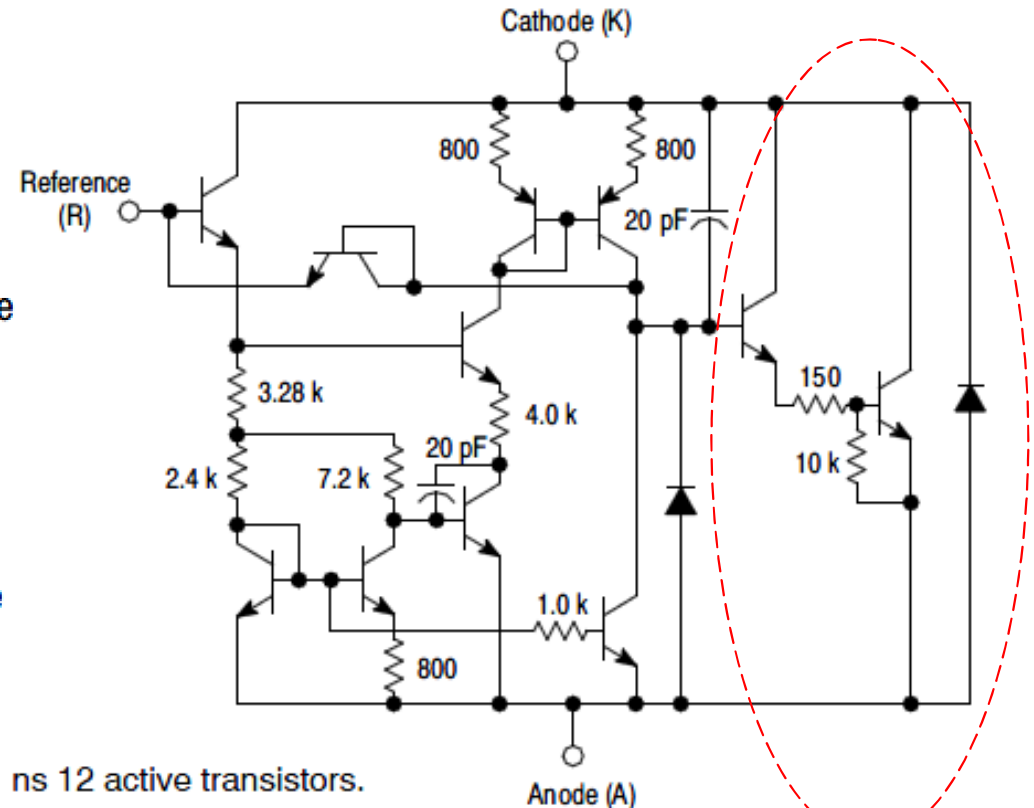 Cathode (K)
800
800
Reference
(R)
20 pF
e
3.28 k
150
4.0 k
20 pF
2.4 k
7.2 k
10 k
e
1.0 k
800
ns 12 active transistors.
Anode (A)